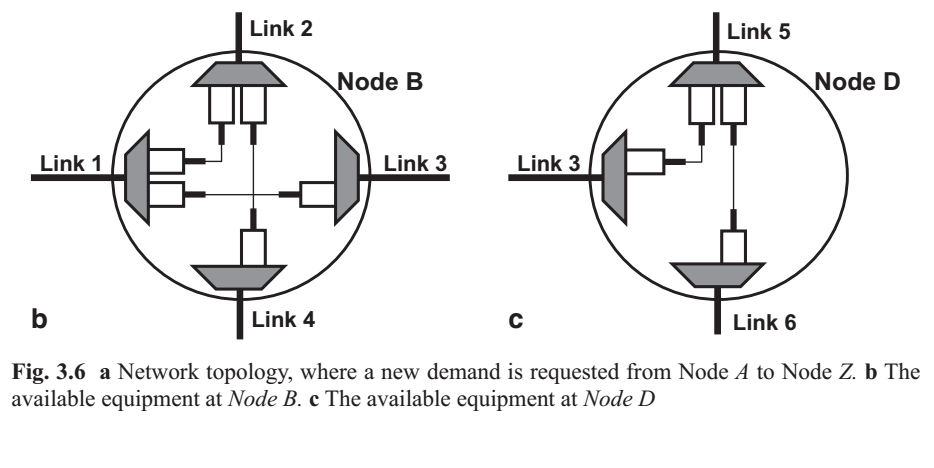 Link 2
Node B
Link 1
Link 3
Link 4
b
Link 5
Node D
Link 3
Link 6
c
Fig. 3.6 a Network topology, where a new demand is requested from Node A to Node Z. b The
available equipment at Node B. c The available equipment at Node D